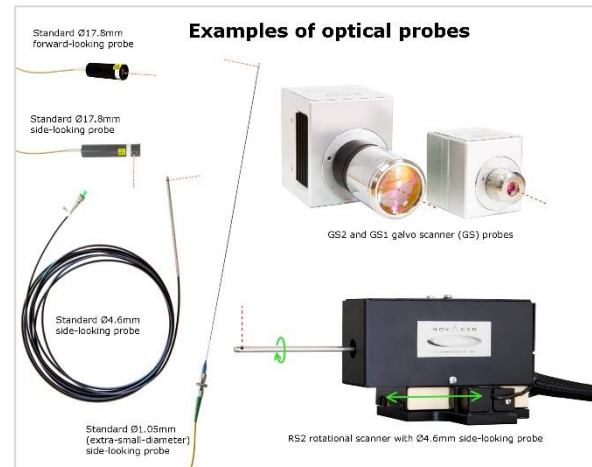 Examples of optical probes
Standard Ø17.8mm
forward-looking probe
Standard Ø17.8mm
side-looking probe
GS2 and GS1 galvo scanner (GS) probes
Standard Ø4.6mm
side-looking probe
NOVACAM
Standard Ø1.05mm
(extra-small-diameter)
side-looking probe
RS2 rotational scanner with Ø4.6mm side-looking probe